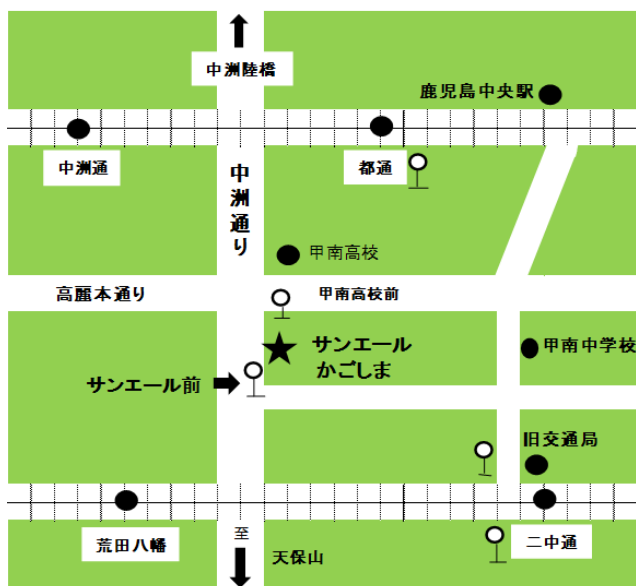 中洲陸橋
鹿児島中央駅
中洲通
都通
中洲通り
甲南高校
高麗本通り
甲南高校前
サンエール
かごしま
甲南中学校
サンエール前
旧交通局
荒田八幡
二中通
至
天保山